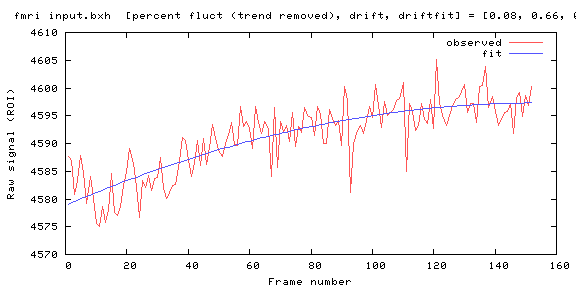 fmri input.bxh [percent fluct (trend removed), drift, driftfit] = [0.08, 0.66, 0
4610
observed
fit
4605
4600
4595
4590
4585
4580
4575
4570
Raw signal (ROI)
0 20 40 60 80 100 120 140 160
Frame number